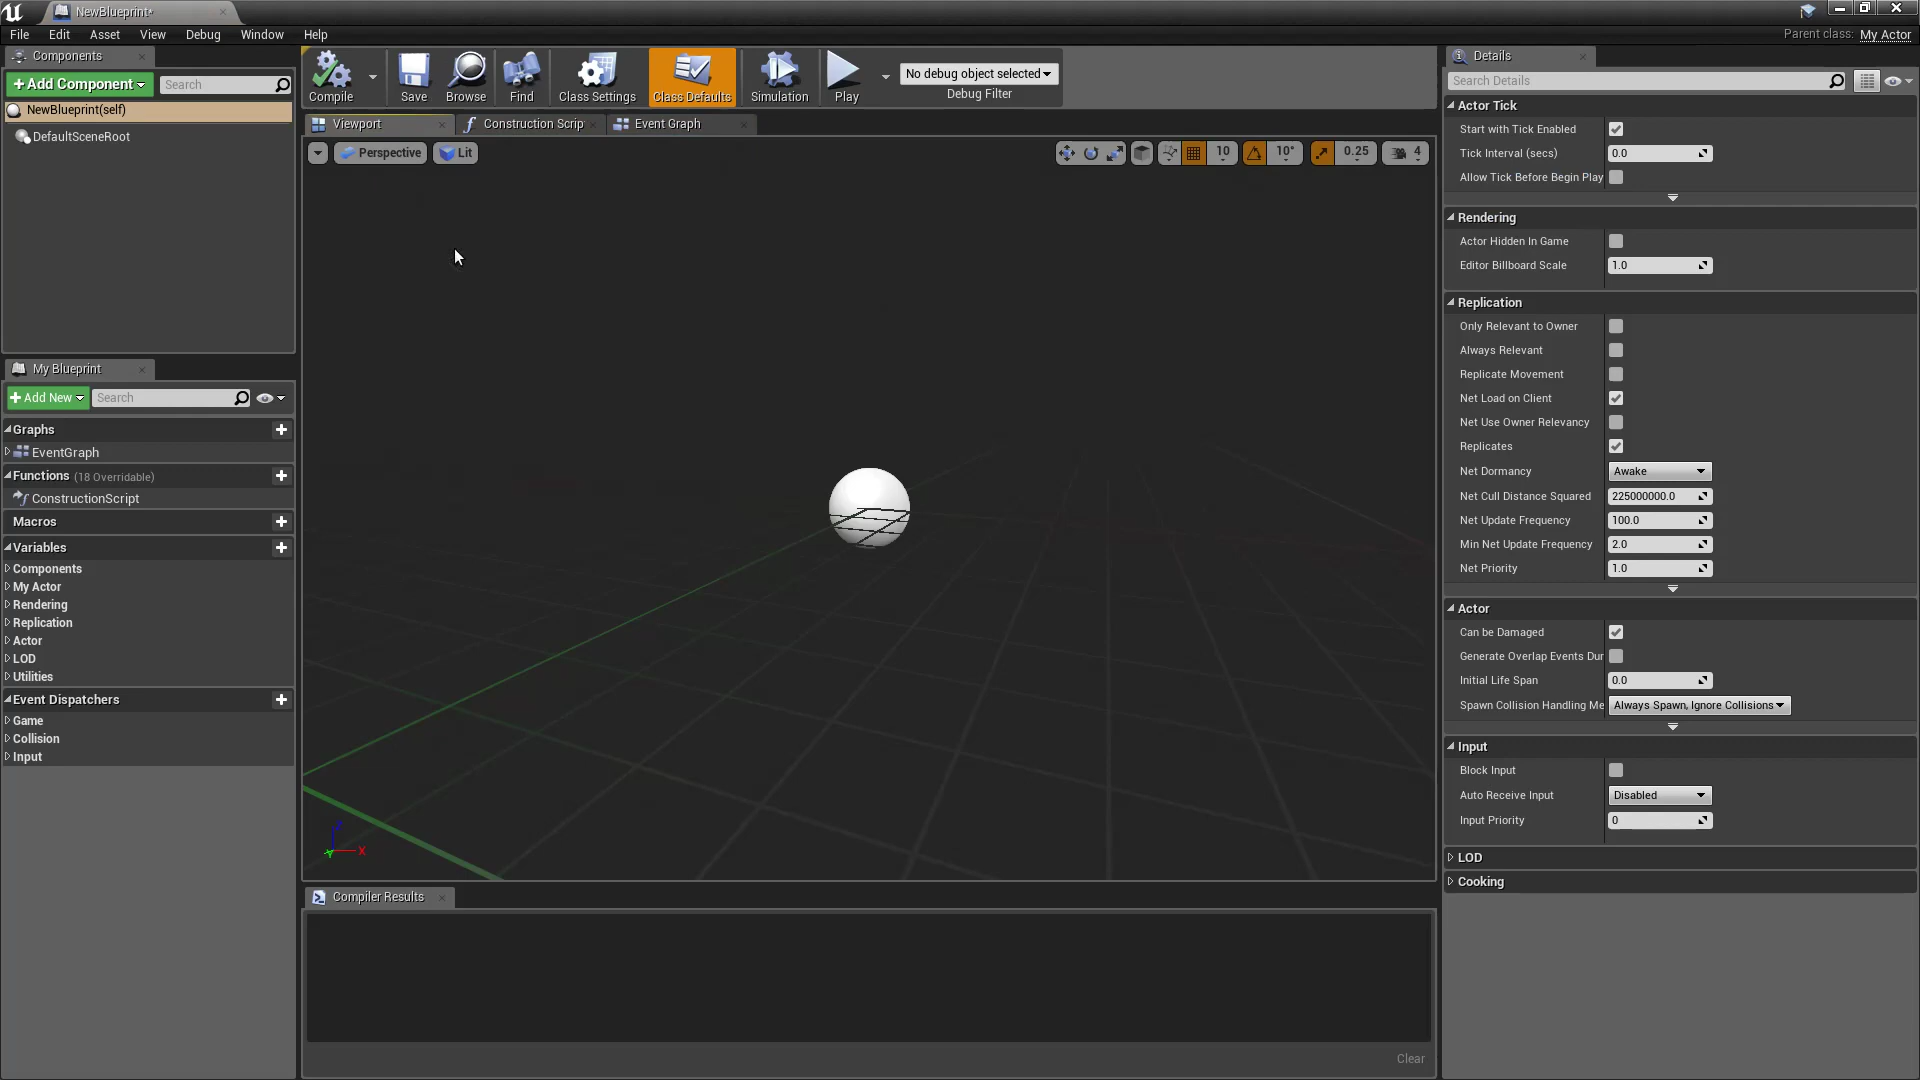 NewBlueprint*
File Edit Asset View Debug Window Help
Parent class: My Actor
Components
+Add Component
Search
NewBlueprint(self)
DefaultSceneRoot
My Blueprint
+Add New
Search
Graphs
EventGraph
Functions (18 Overridable)
ConstructionScript
Macros
Variables
Components
My Actor
Rendering
Replication
Actor
LOD
Utilities
Event Dispatchers
Game
Collision
Input
Compile Save Browse Find Class Settings Class Defaults Simulation Play
No debug object selected
Debug Filter
Viewport
Construction Scrip
Event Graph
Perspective
Lit
10
10°
0.25
4
Z
Y
X
Compiler Results
Clear
Details
Search Details
Actor Tick
Start with Tick Enabled
Tick Interval (secs) 0.0
Allow Tick Before Begin Play
Rendering
Actor Hidden In Game
Editor Billboard Scale 1.0
Replication
Only Relevant to Owner
Always Relevant
Replicate Movement
Net Load on Client
Net Use Owner Relevancy
Replicates
Net Dormancy Awake
Net Cull Distance Squared 225000000.0
Net Update Frequency 100.0
Min Net Update Frequency 2.0
Net Priority 1.0
Actor
Can be Damaged
Generate Overlap Events Dur
Initial Life Span 0.0
Spawn Collision Handling Me Always Spawn, Ignore Collisions
Input
Block Input
Auto Receive Input Disabled
Input Priority 0
LOD
Cooking